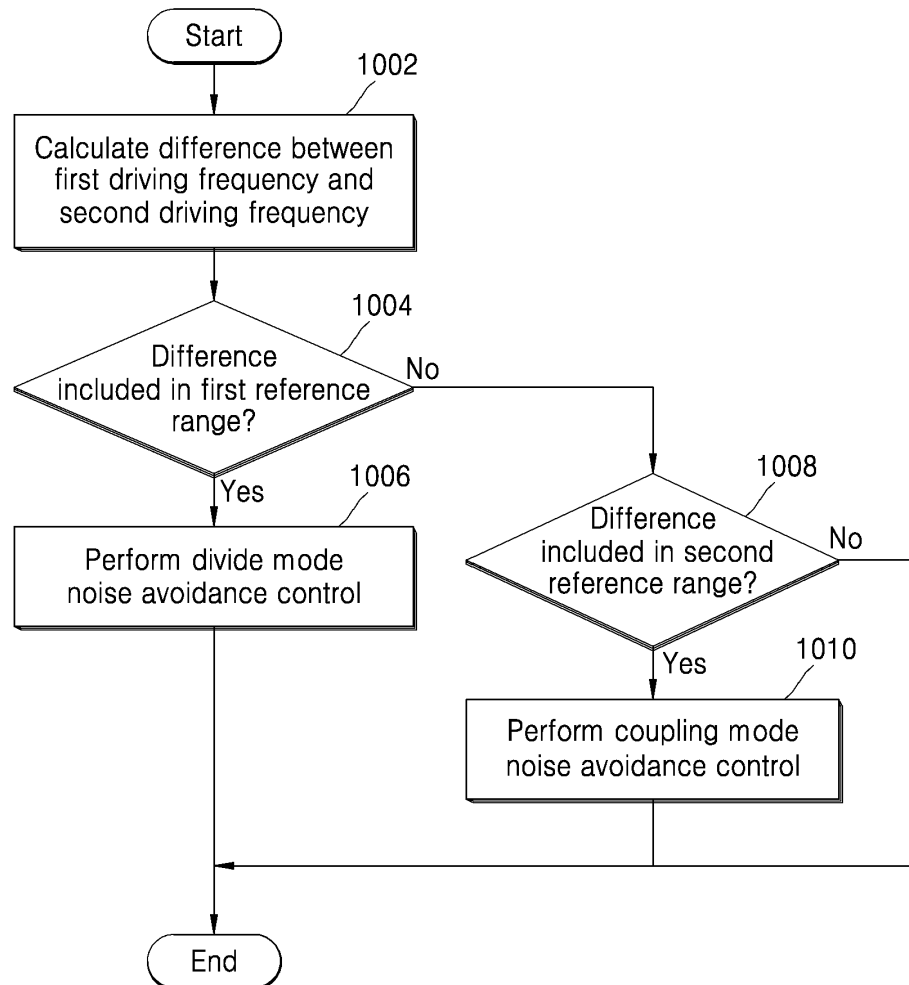 Start
1002
Calculate difference between
first driving frequency and
second driving frequency
1004
Difference
included in first reference
range?
No
Yes
1006
Perform divide mode
noise avoidance control
1008
Difference
included in second
reference range?
No
Yes
1010
Perform coupling mode
noise avoidance control
End